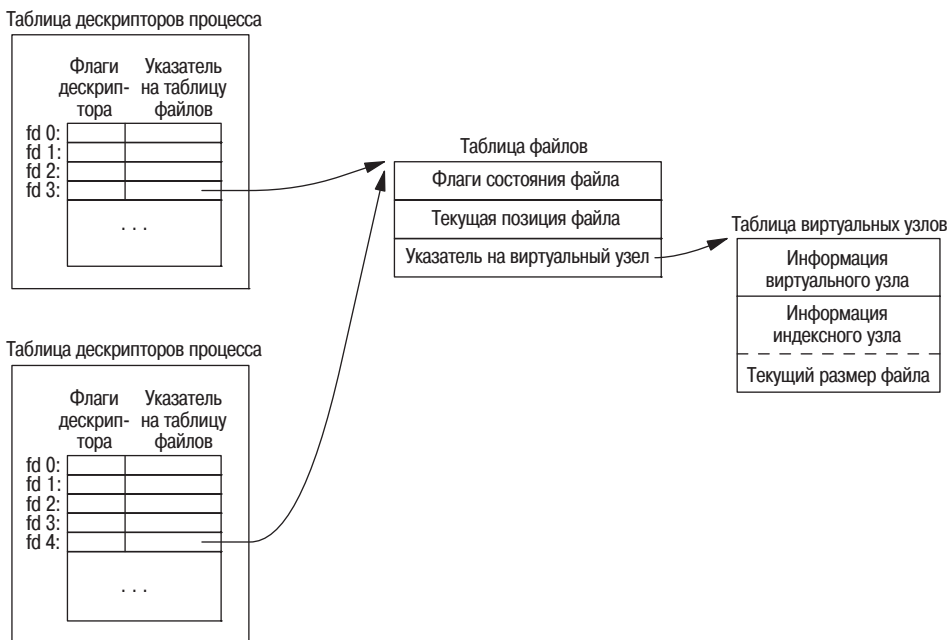 Таблица дескрипторов процесса
Флаги
дескрип-
тора
Указатель
на таблицу
файлов
fd 0:
fd 1:
fd 2:
fd 3:
. . .
Таблица файлов
Флаги состояния файла
Текущая позиция файла
Указатель на виртуальный узел
Таблица виртуальных узлов
Информация
виртуального узла
Информация
индексного узла
Текущий размер файла
Таблица дескрипторов процесса
Флаги
дескрип-
тора
Указатель
на таблицу
файлов
fd 0:
fd 1:
fd 2:
fd 3:
fd 4:
. . .